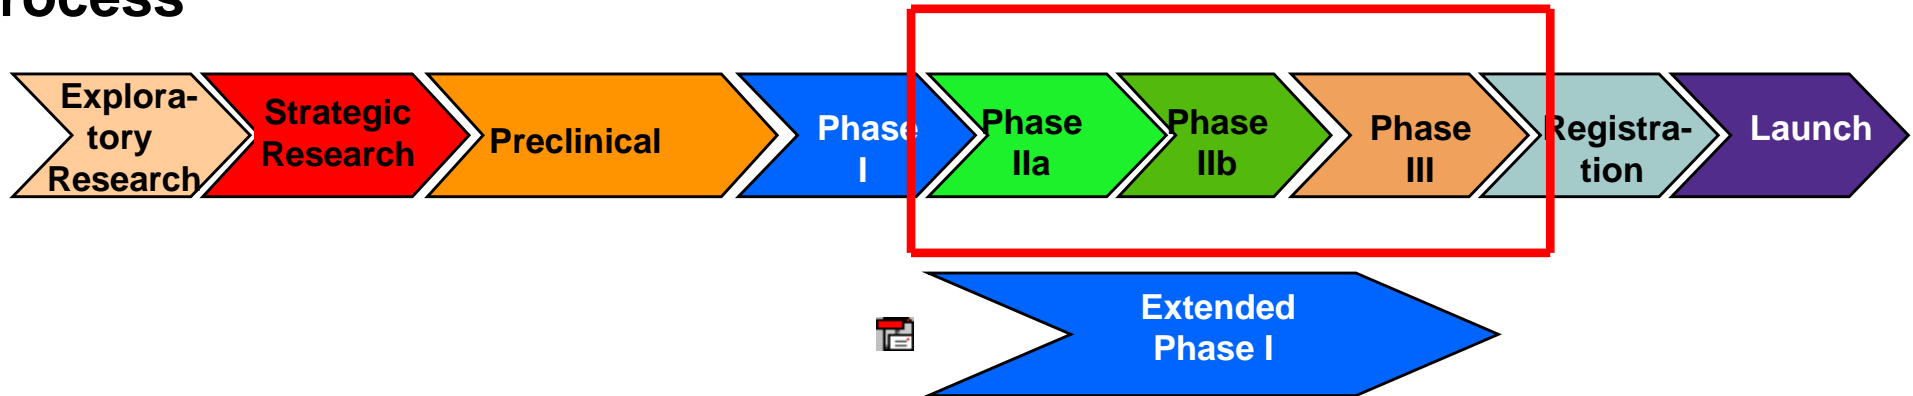 rocess
Explora-
tory
Research
Strategic
Research
Preclinical
Phase
I
Phase
IIa
Phase
IIb
Phase
III
Registra-
tion
Launch
Extended
Phase I